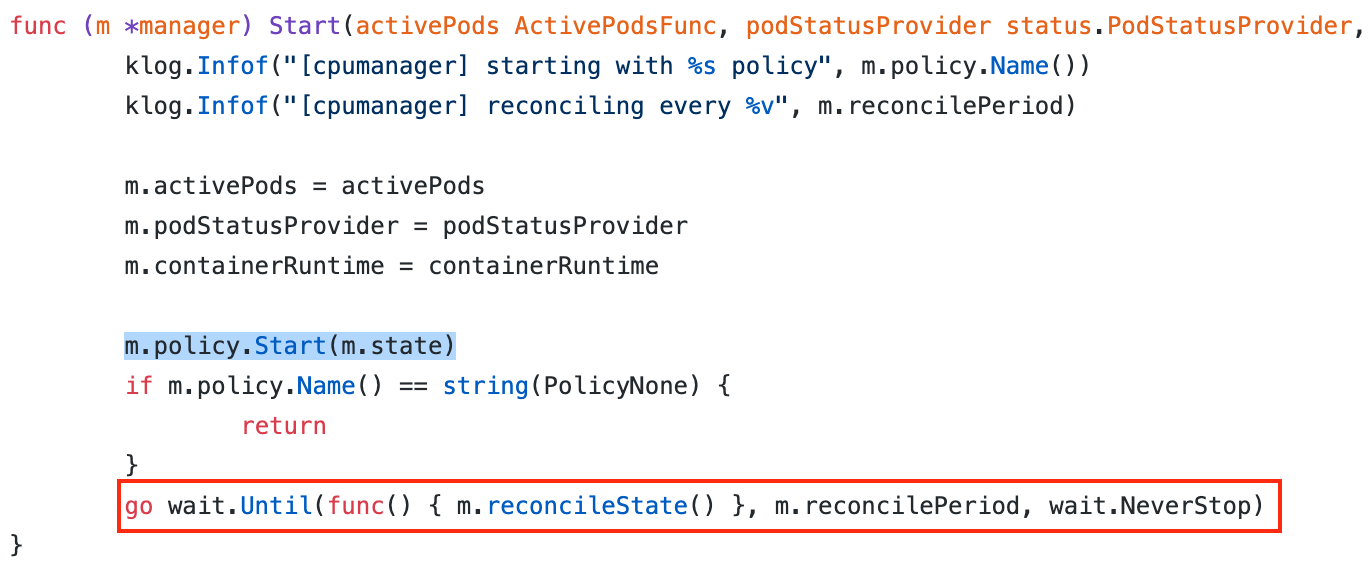 func (m *manager) Start(activePods ActivePodsFunc, podStatusProvider status.PodStatusProvider,
klog.Infof("[cpumanager] starting with %s policy", m.policy.Name())
klog.Infof("[cpumanager] reconciling every %v", m.reconcilePeriod)
m.activePods = activePods
m.podStatusProvider = podStatusProvider
m.containerRuntime = containerRuntime
m.policy.Start(m.state)
if m.policy.Name() == string(PolicyNone) {
return
}
go wait.Until(func() { m.reconcileState() }, m.reconcilePeriod, wait.NeverStop)
}